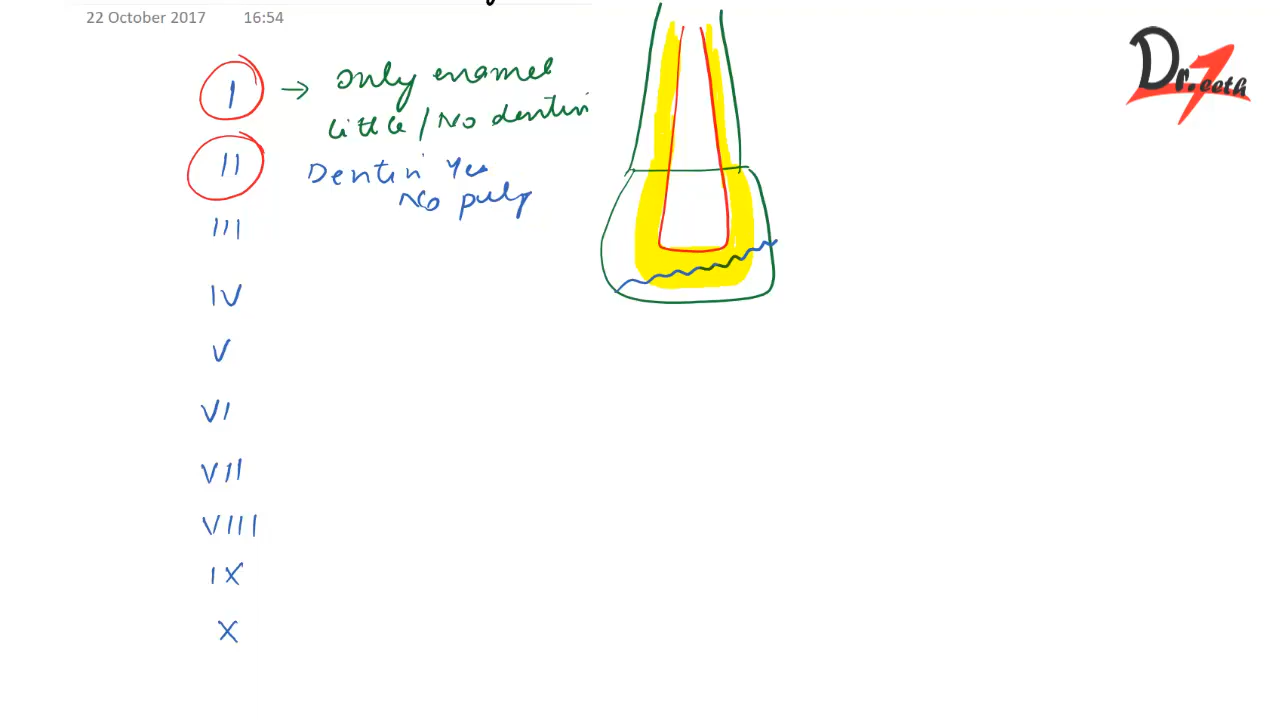 22 October 2017 16:54
I → only enamel
little / No dentin
II Dentin Yes
No pulp
III
IV
V
VI
VII
VIII
IX
X
Dr.Teeth